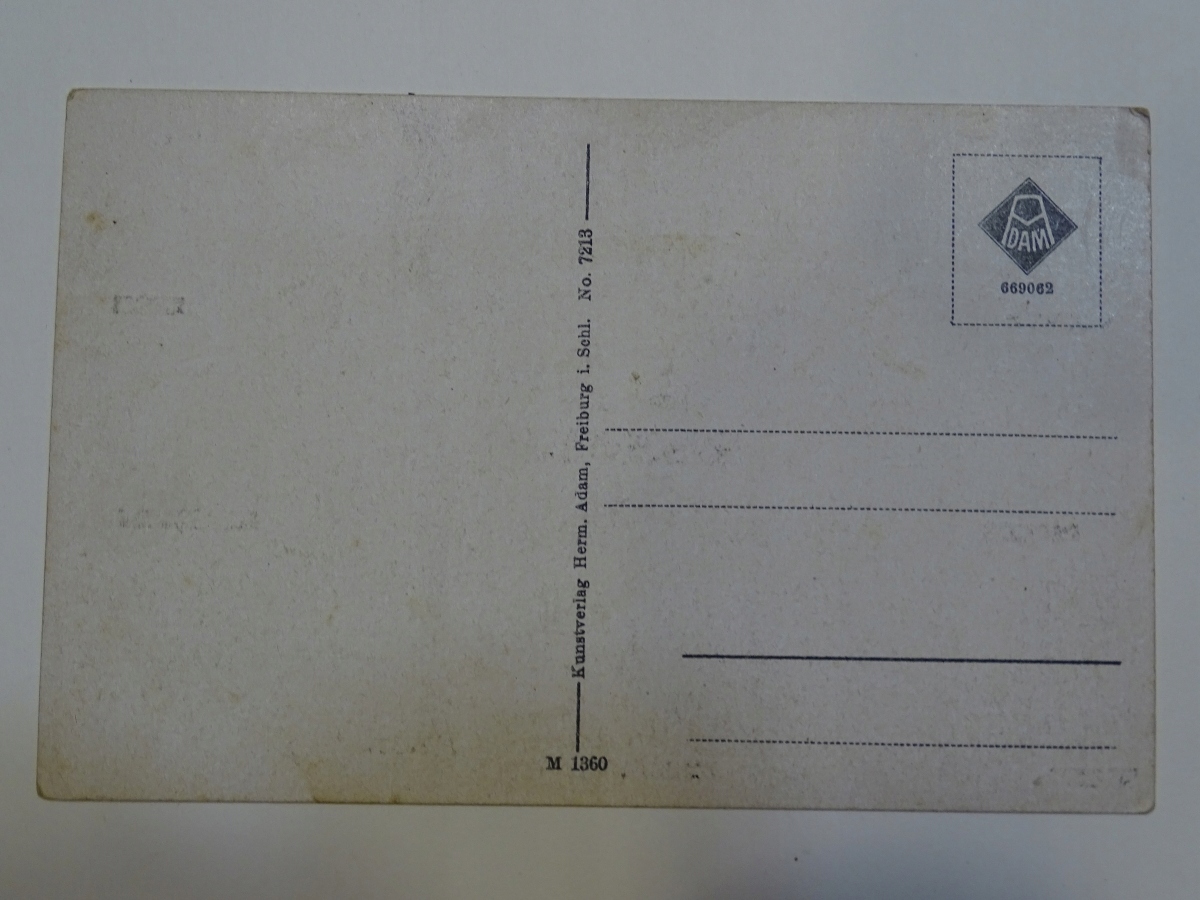 Kunstverlag Herm. Adam, Freiburg i. Schl. No. 7213
M 1360
ADAM
669062